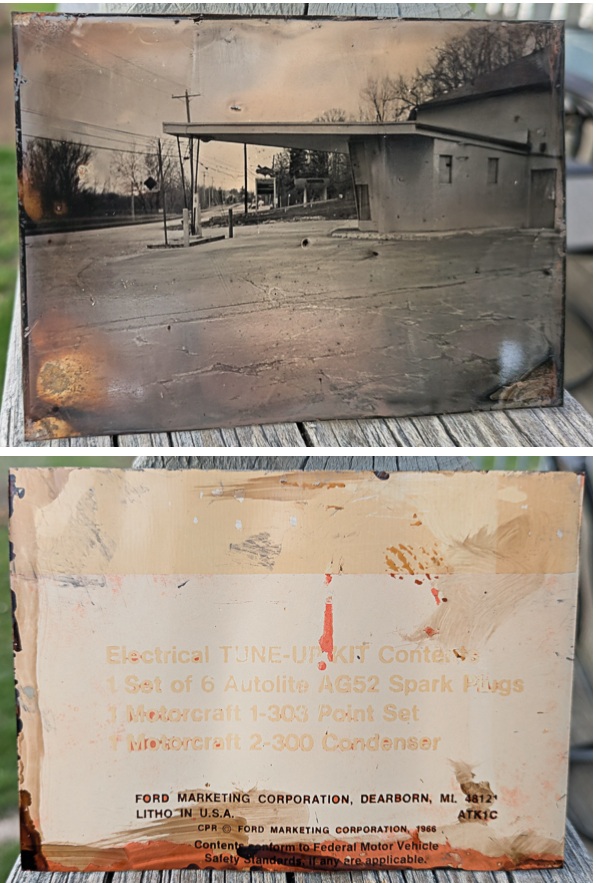 Electrical TUNE-UP KIT Contents
1 Set of 6 Autolite AG52 Spark Plugs
1 Motorcraft 1-303 Point Set
1 Motorcraft 2-300 Condenser
FORD MARKETING CORPORATION, DEARBORN, MI. 4812
LITHO IN U.S.A. ATK1C
CPR © FORD MARKETING CORPORATION, 1966
Contents conform to Federal Motor Vehicle
Safety Standards, if any are applicable.